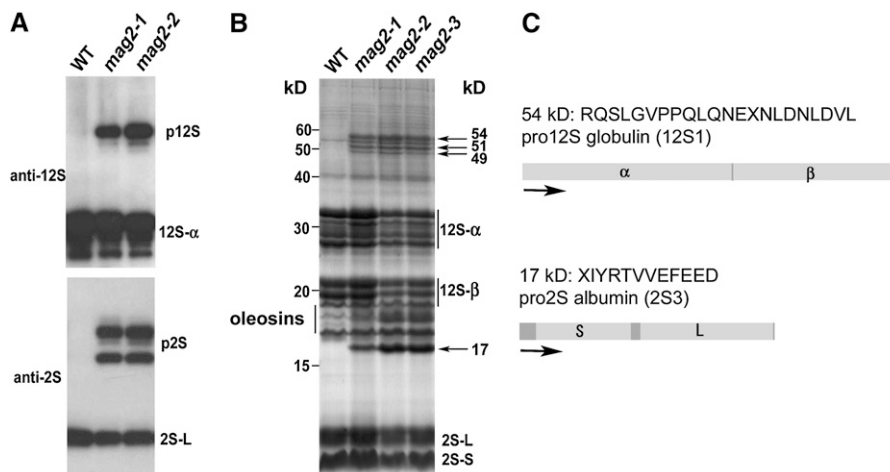 A
WT
mag2-1
mag2-2
p12S
anti-12S
12S-α
p2S
anti-2S
2S-L
B
WT
mag2-1
mag2-2
mag2-3
kD
kD
60
50
40
30
20
15
54
51
49
12S-α
12S-β
oleosins
17
2S-L
2S-S
C
54 kD: RQSLGVPPQLQNEXNLDNLDVL
pro12S globulin (12S1)
α
β
17 kD: XIYRTVVEFEED
pro2S albumin (2S3)
S
L